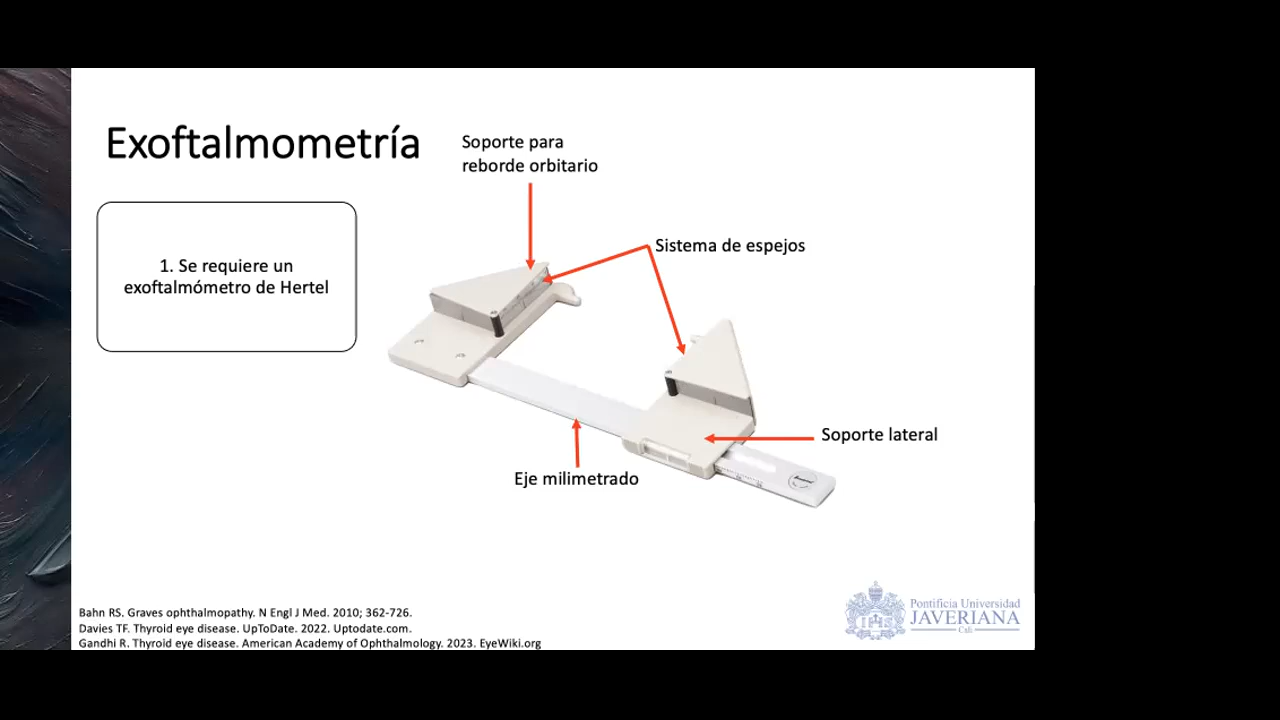 Exoftalmometría
Soporte para
reborde orbitario
Sistema de espejos
1. Se requiere un
exoftalmómetro de Hertel
Soporte lateral
Eje milimetrado
Bahn RS. Graves ophthalmopathy. N Engl J Med. 2010; 362-726.
Davies TF. Thyroid eye disease. UpToDate. 2022. Uptodate.com.
Gandhi R. Thyroid eye disease. American Academy of Ophthalmology. 2023. EyeWiki.org
Pontificia Universidad
JAVERIANA
Cali
IHS